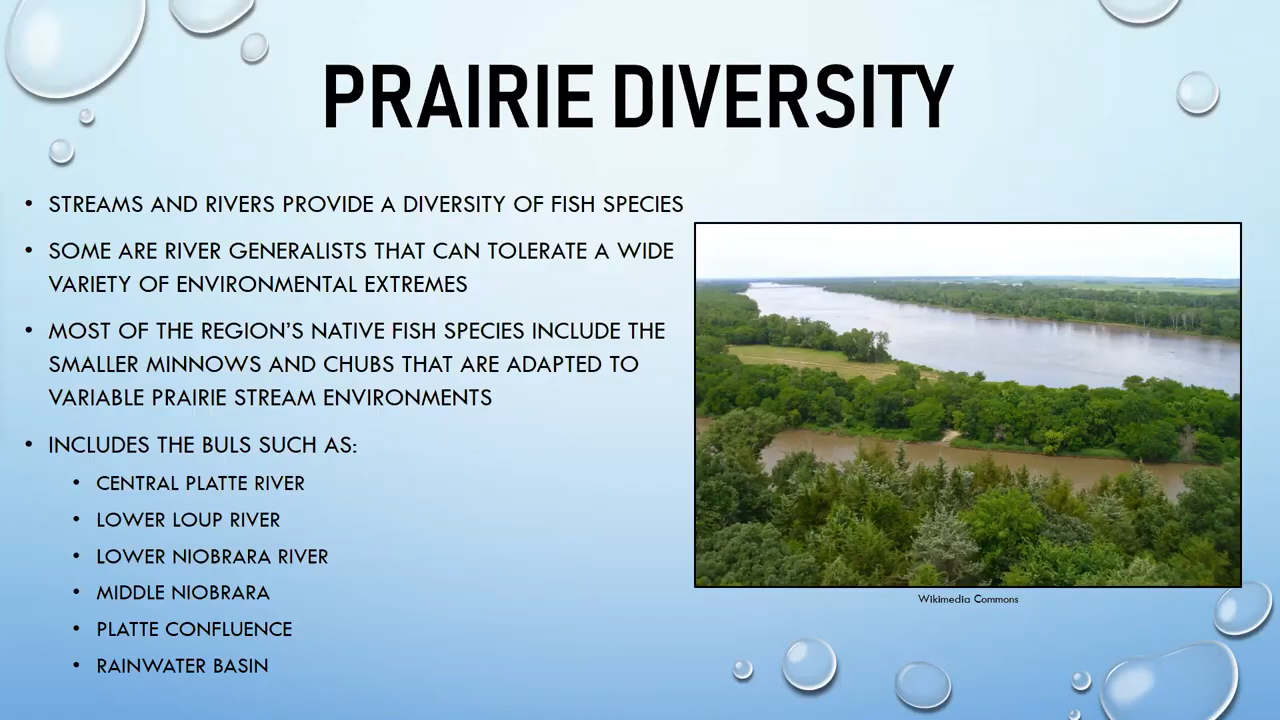 PRAIRIE DIVERSITY
• STREAMS AND RIVERS PROVIDE A DIVERSITY OF FISH SPECIES
• SOME ARE RIVER GENERALISTS THAT CAN TOLERATE A WIDE
VARIETY OF ENVIRONMENTAL EXTREMES
• MOST OF THE REGION'S NATIVE FISH SPECIES INCLUDE THE
SMALLER MINNOWS AND CHUBS THAT ARE ADAPTED TO
VARIABLE PRAIRIE STREAM ENVIRONMENTS
• INCLUDES THE BULS SUCH AS:
• CENTRAL PLATTE RIVER
• LOWER LOUP RIVER
• LOWER NIOBRARA RIVER
• MIDDLE NIOBRARA
• PLATTE CONFLUENCE
• RAINWATER BASIN
Wikimedia Commons